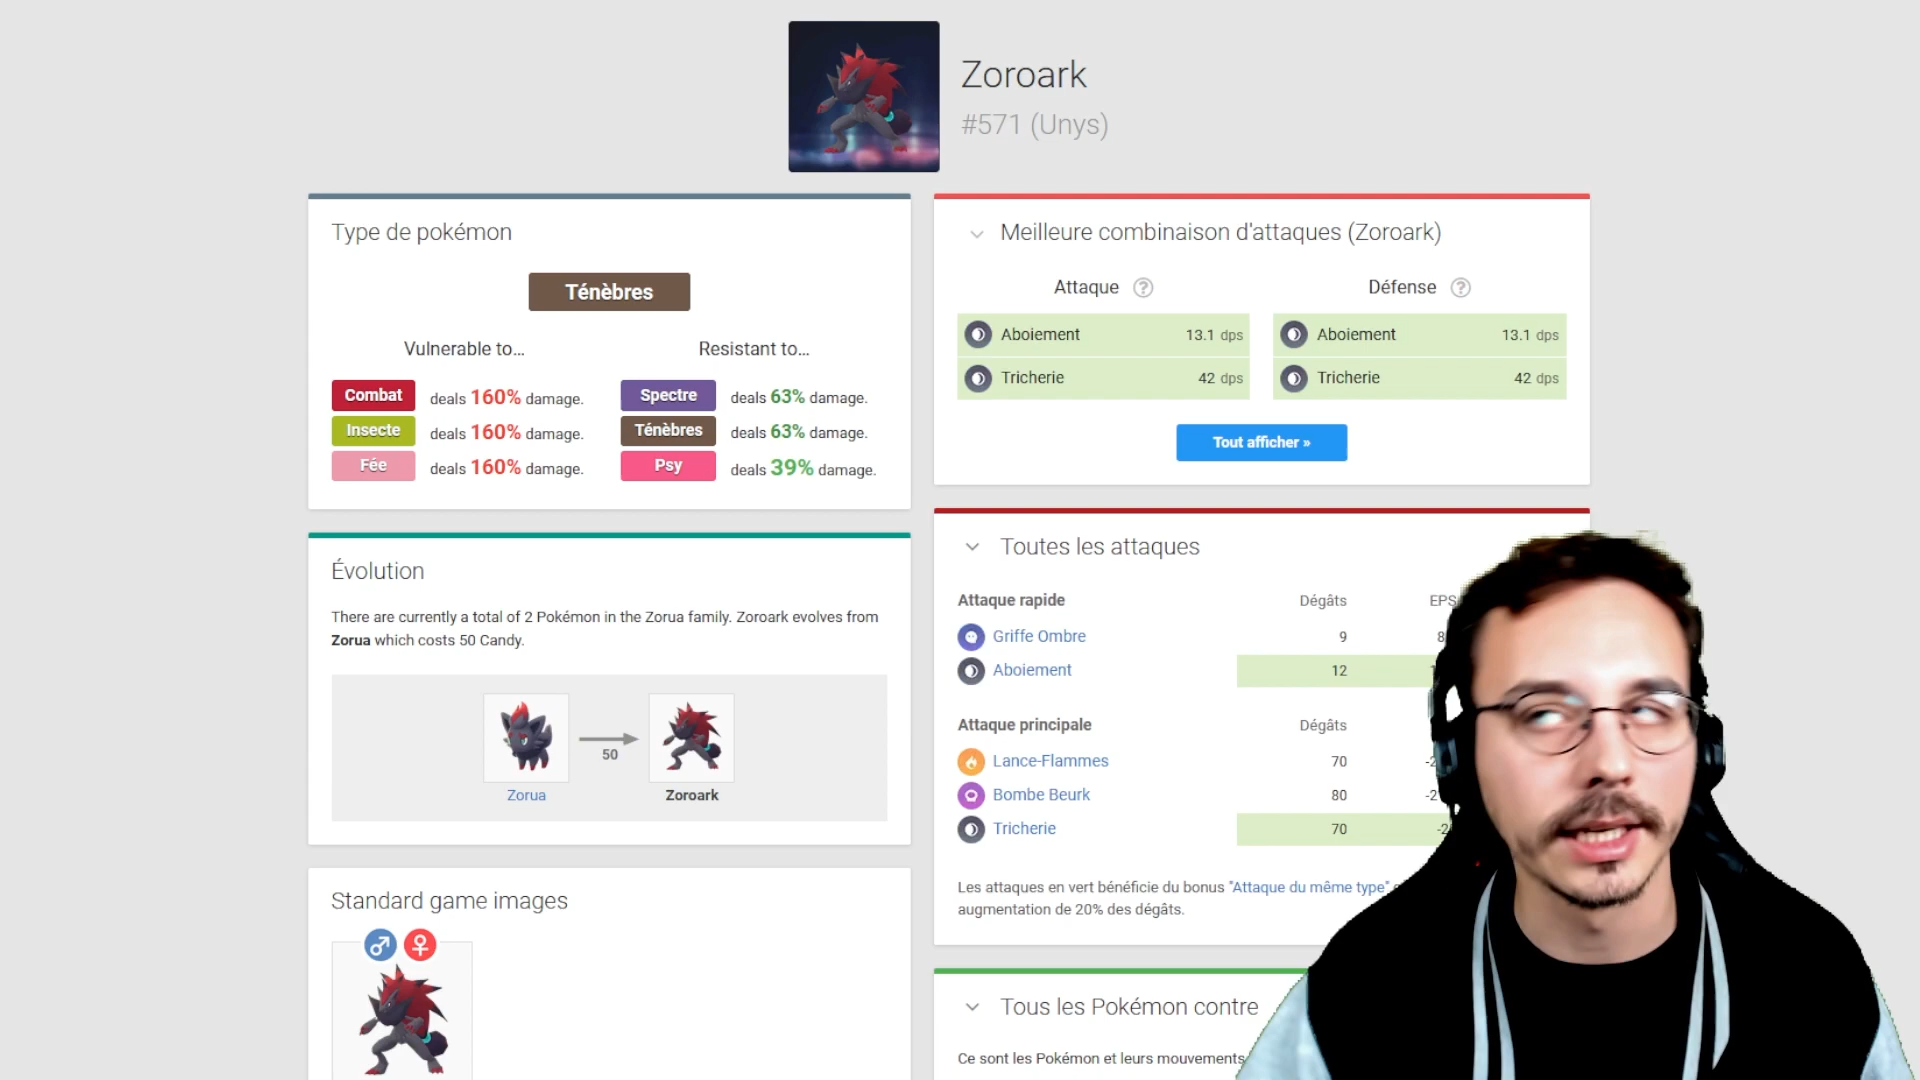 Zoroark
#571 (Unys)
Type de pokémon
Ténèbres
Vulnerable to...
Resistant to...
Combat deals 160% damage.
Insecte deals 160% damage.
Fée deals 160% damage.
Spectre deals 63% damage.
Ténèbres deals 63% damage.
Psy deals 39% damage.
Évolution
There are currently a total of 2 Pokémon in the Zorua family. Zoroark evolves from
Zorua which costs 50 Candy.
50
Zorua
Zoroark
Standard game images
Meilleure combinaison d'attaques (Zoroark)
Attaque ?
Aboiement 13.1 dps
Tricherie 42 dps
Défense ?
Aboiement 13.1 dps
Tricherie 42 dps
Tout afficher »
Toutes les attaques
Attaque rapide Dégâts EPS
Griffe Ombre 9 8
Aboiement 12
Attaque principale Dégâts
Lance-Flammes 70
Bombe Beurk 80
Tricherie 70
Les attaques en vert bénéficie du bonus "Attaque du même type"
augmentation de 20% des dégâts.
Tous les Pokémon contre
Ce sont les Pokémon et leurs mouvements